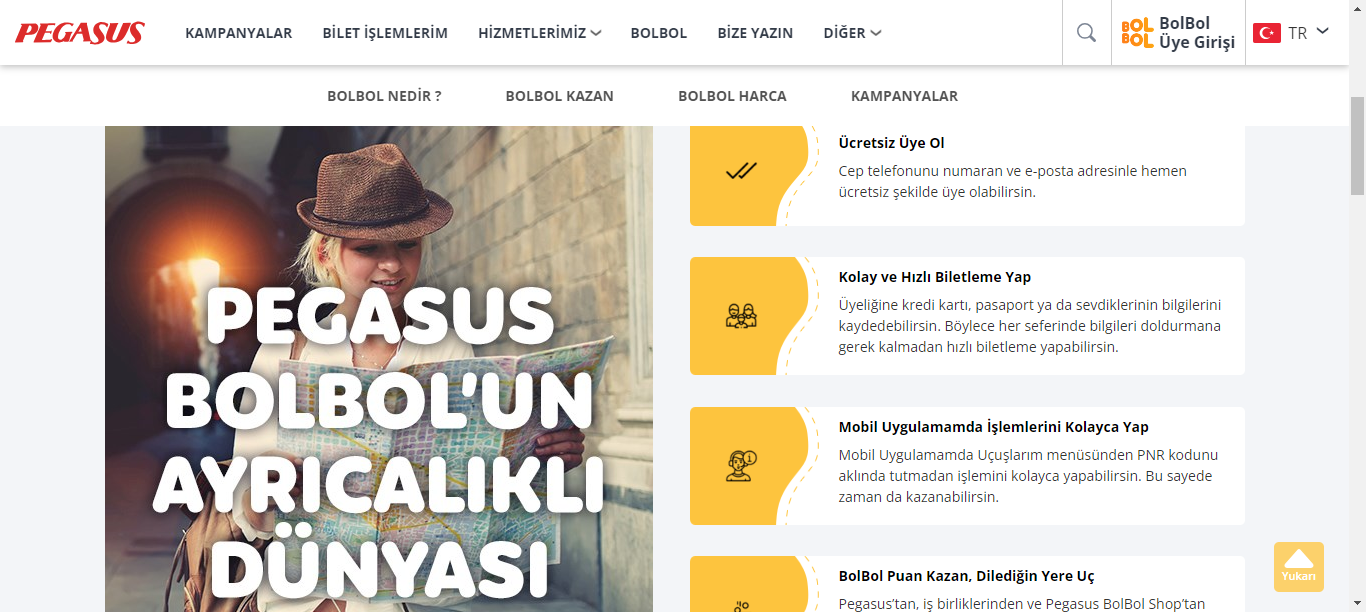 PEGASUS
KAMPANYALAR
BİLET İŞLEMLERİM
HİZMETLERİMİZ
BOLBOL
BİZE YAZIN
DİĞER
BOL
BOL
BolBol
Üye Girişi
TR
BOLBOL NEDİR ?
BOLBOL KAZAN
BOLBOL HARCA
KAMPANYALAR
PEGASUS
BOLBOL'UN
AYRICALIKLI
DÜNYASI
Ücretsiz Üye Ol
Cep telefonunu numaran ve e-posta adresinle hemen
ücretsiz şekilde üye olabilirsin.
Kolay ve Hızlı Biletleme Yap
Üyeliğine kredi kartı, pasaport ya da sevdiklerinin bilgilerini
kaydedebilirsin. Böylece her seferinde bilgileri doldurmana
gerek kalmadan hızlı biletleme yapabilirsin.
Mobil Uygulamamda İşlemlerini Kolayca Yap
Mobil Uygulamamda Uçuşlarım menüsünden PNR kodunu
aklında tutmadan işlemini kolayca yapabilirsin. Bu sayede
zaman da kazanabilirsin.
BolBol Puan Kazan, Dilediğin Yere Uç
Pegasus'tan, iş birliklerinden ve Pegasus BolBol Shop'tan
Yukarı